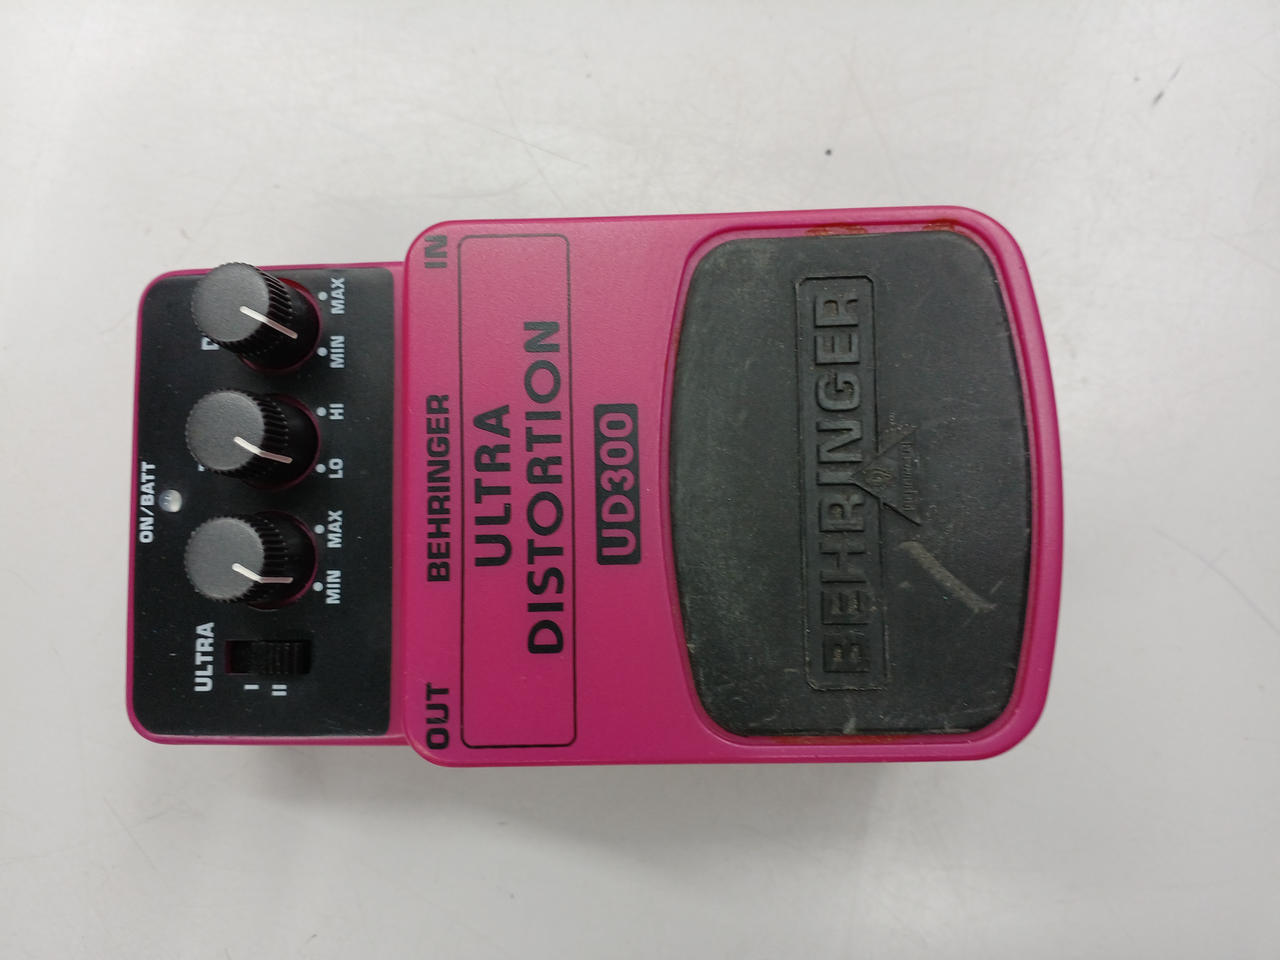 ON/BATT
ULTRA
I
II
MIN MAX
LO HI
MIN MAX
OUT BEHRINGER IN
ULTRA
DISTORTION
UD300
BEHRINGER